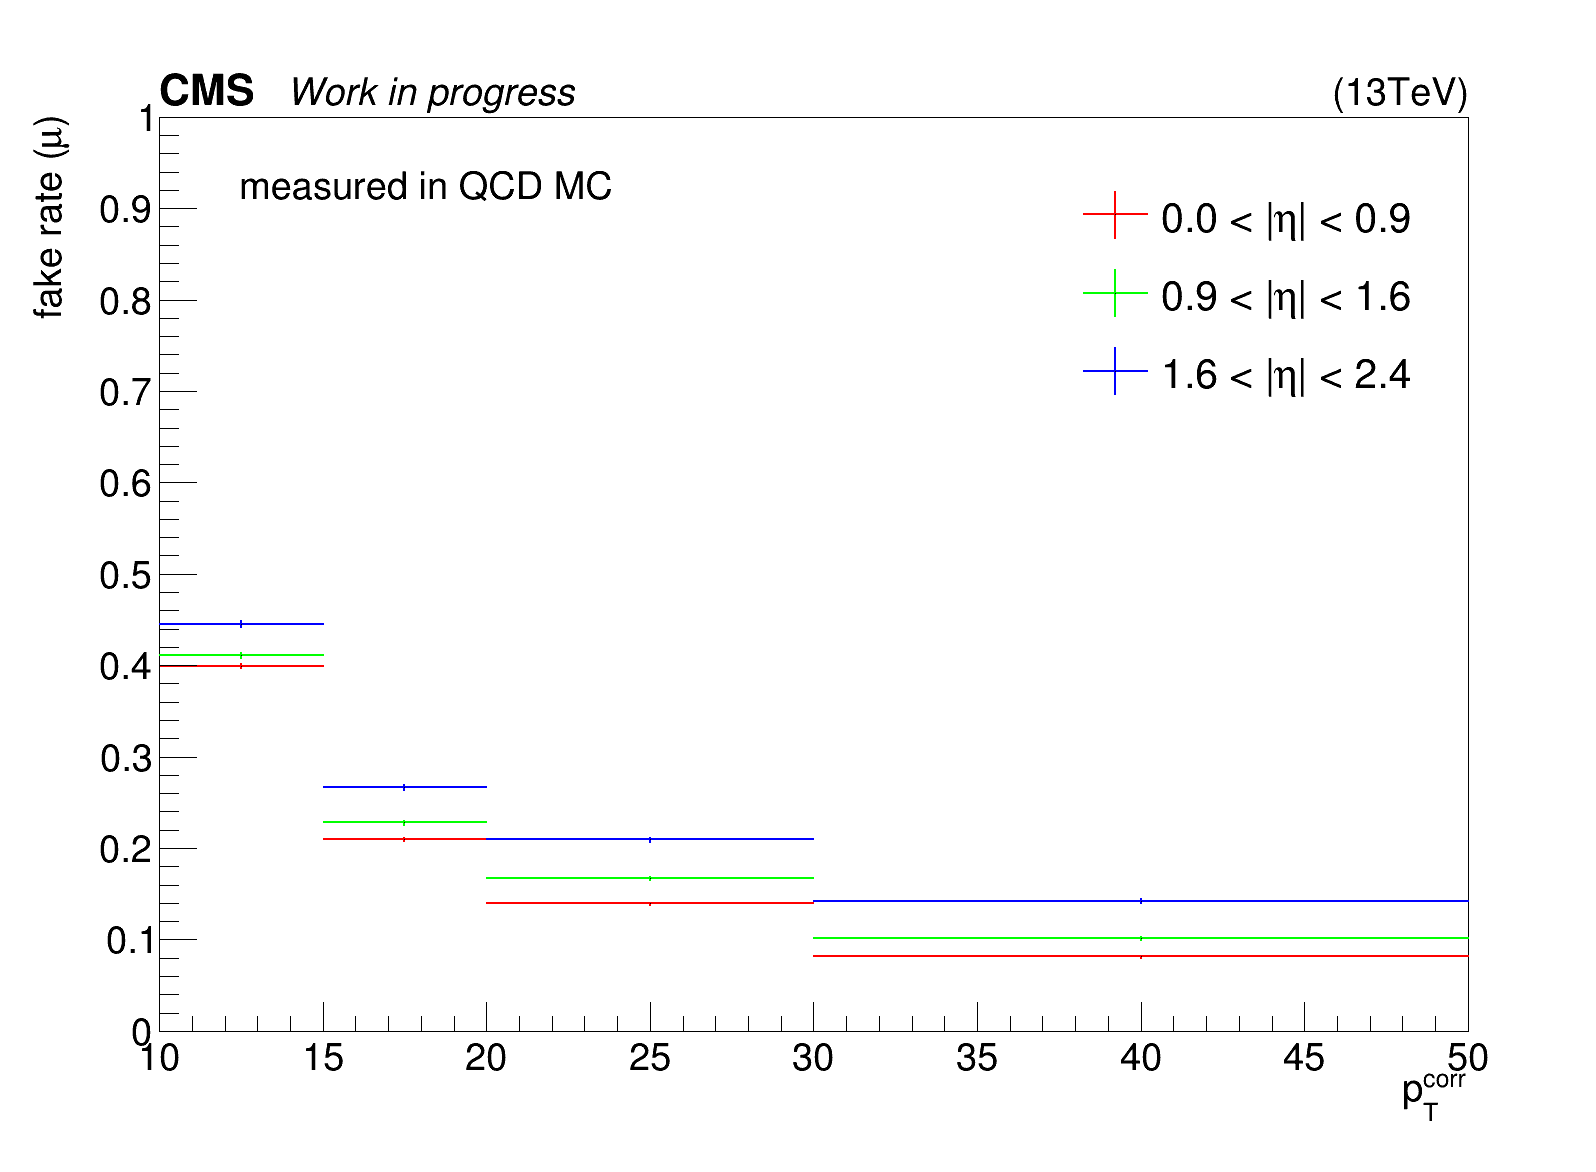 CMS Work in progress (13TeV)
fake rate (μ)
measured in QCD MC
0.0 < |η| < 0.9
0.9 < |η| < 1.6
1.6 < |η| < 2.4
1
0.9
0.8
0.7
0.6
0.5
0.4
0.3
0.2
0.1
0
10 15 20 25 30 35 40 45 50
p_T^corr